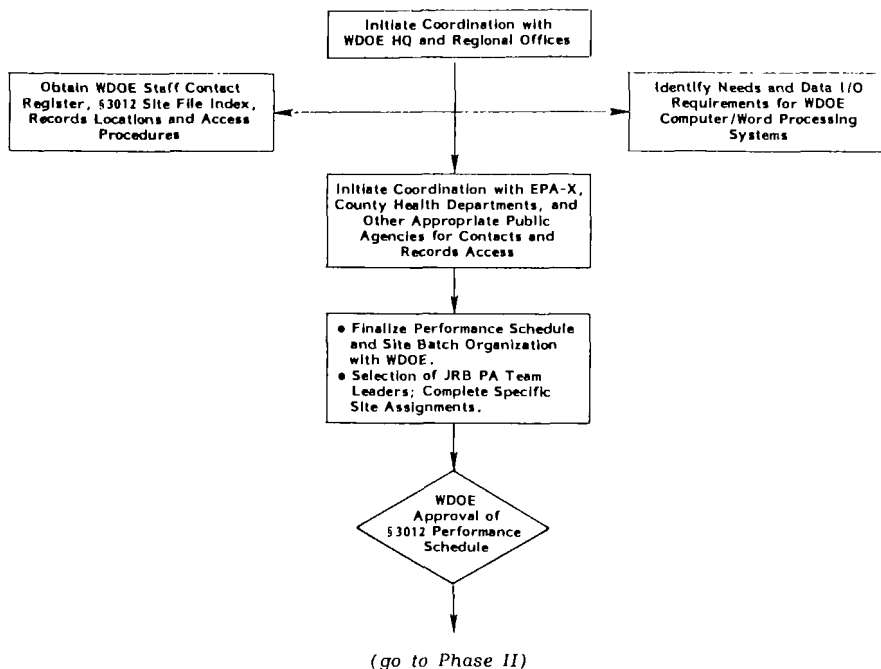 Initiate Coordination with
WDOE HQ and Regional Offices
Obtain WDOE Staff Contact
Register, §3012 Site File Index,
Records Locations and Access
Procedures
Identify Needs and Data I/O
Requirements for WDOE
Computer/Word Processing
Systems
Initiate Coordination with EPA-X,
County Health Departments, and
Other Appropriate Public
Agencies for Contacts and
Records Access
• Finalize Performance Schedule
and Site Batch Organization
with WDOE.
• Selection of JRB PA Team
Leaders; Complete Specific
Site Assignments.
WDOE
Approval of
§3012 Performance
Schedule
(go to Phase II)